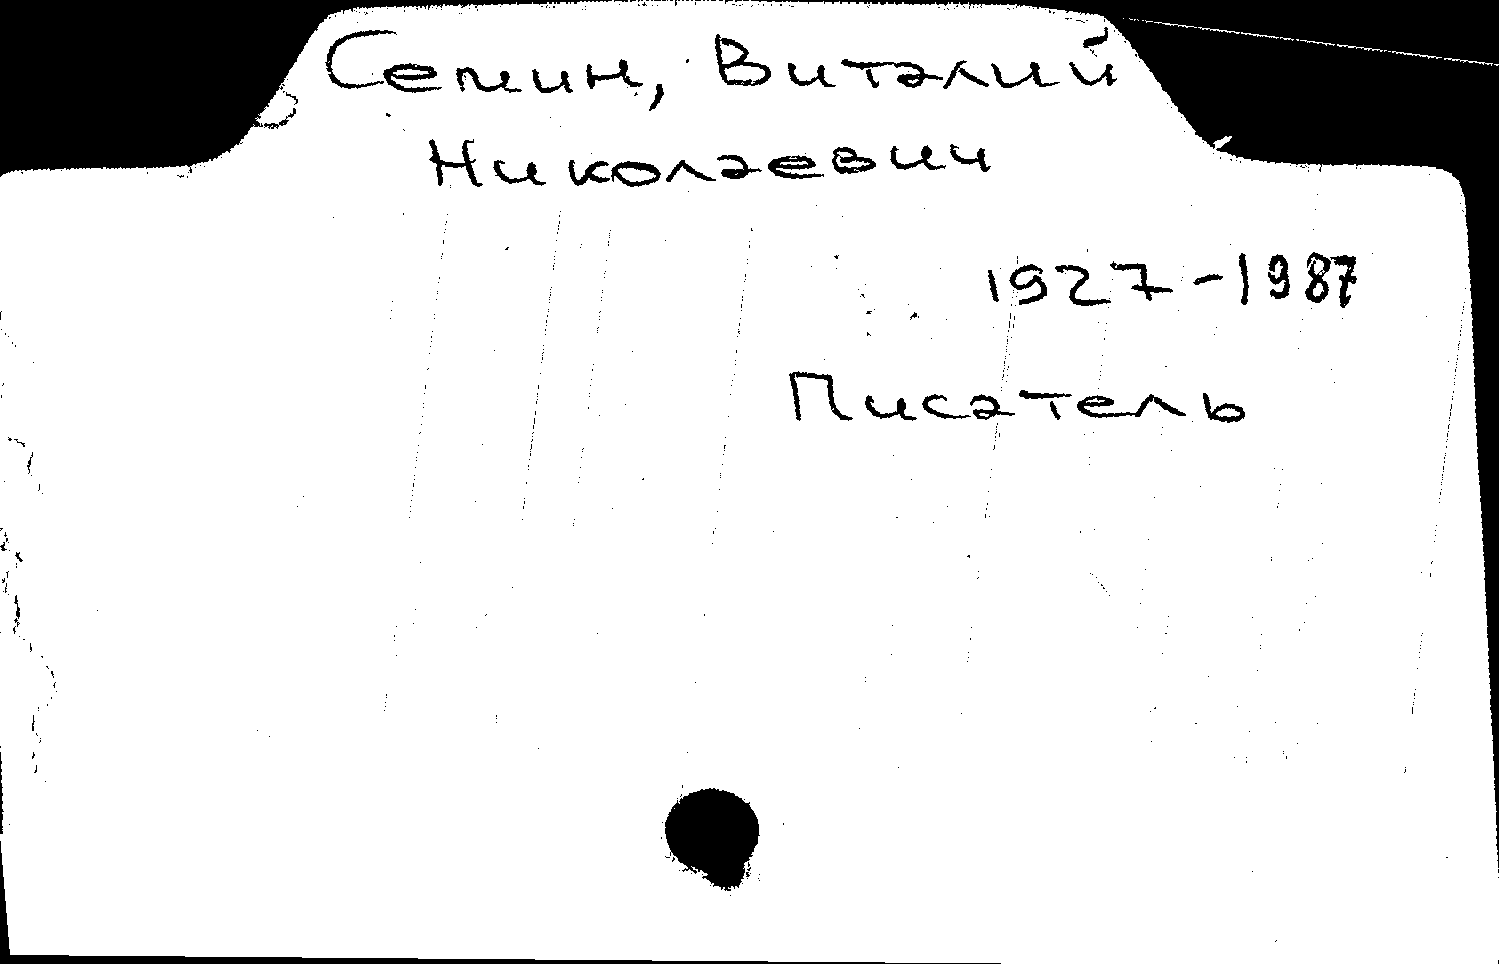 Семин, Виталий
Николаевич
1927-1987
Писатель